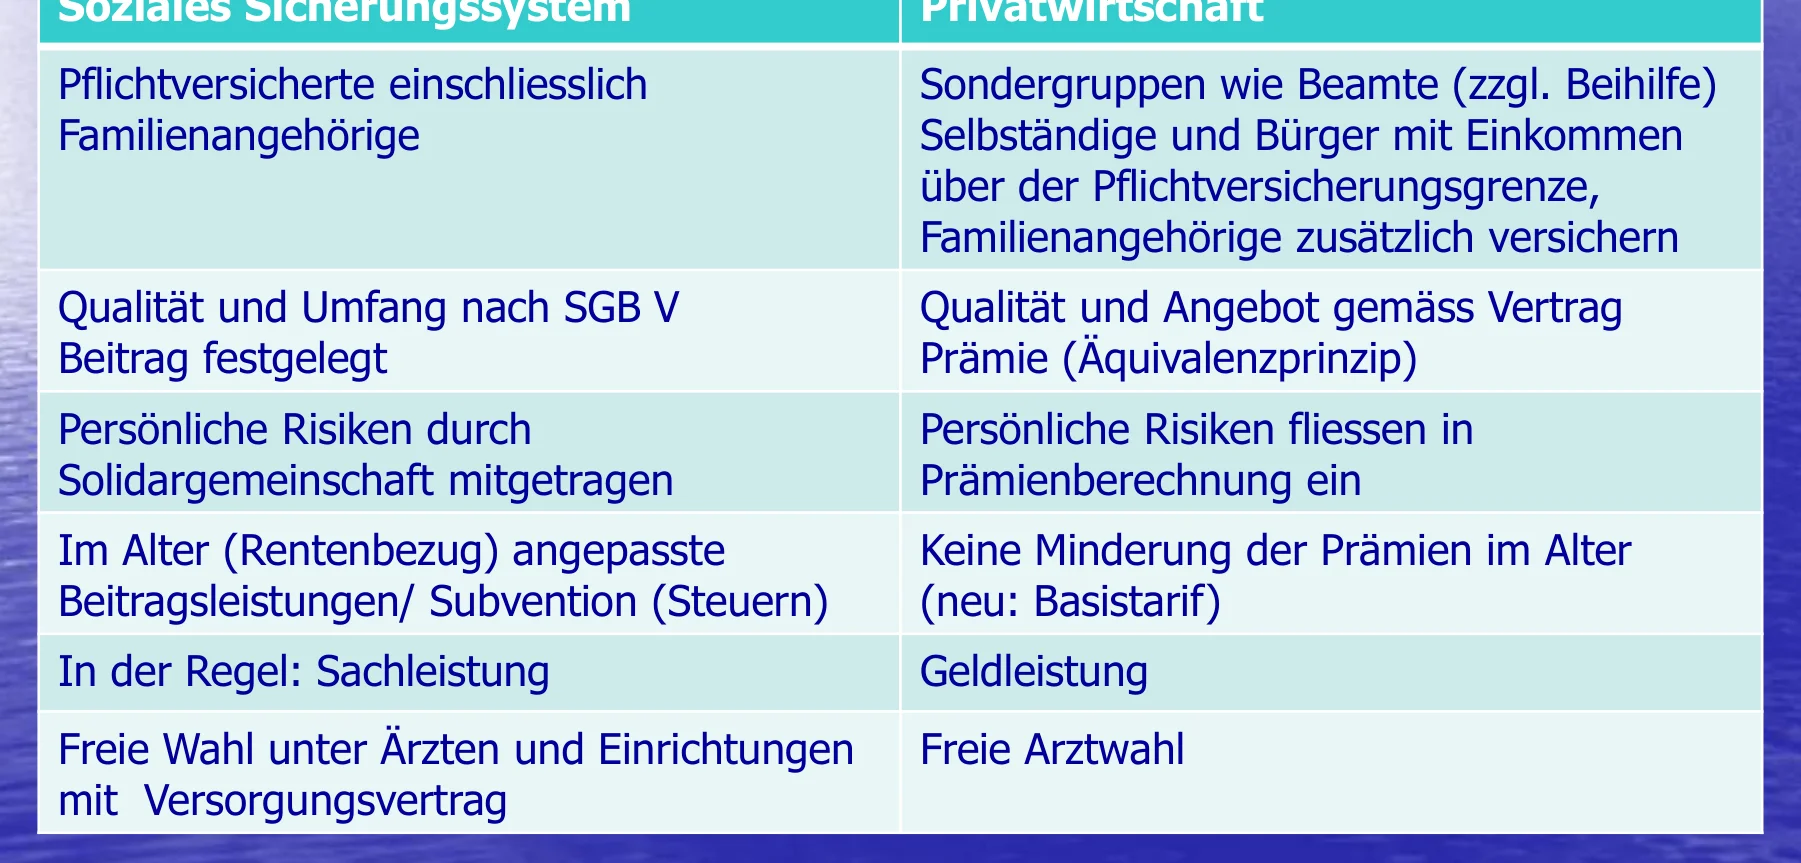 Soziales Sicherungssystem
Privatwirtschaft
Pflichtversicherte einschliesslich
Familienangehörige
Sondergruppen wie Beamte (zzgl. Beihilfe)
Selbständige und Bürger mit Einkommen
über der Pflichtversicherungsgrenze,
Familienangehörige zusätzlich versichern
Qualität und Umfang nach SGB V
Beitrag festgelegt
Qualität und Angebot gemäss Vertrag
Prämie (Äquivalenzprinzip)
Persönliche Risiken durch
Solidargemeinschaft mitgetragen
Persönliche Risiken fliessen in
Prämienberechnung ein
Im Alter (Rentenbezug) angepasste
Beitragsleistungen/ Subvention (Steuern)
Keine Minderung der Prämien im Alter
(neu: Basistarif)
In der Regel: Sachleistung
Geldleistung
Freie Wahl unter Ärzten und Einrichtungen
mit  Versorgungsvertrag
Freie Arztwahl